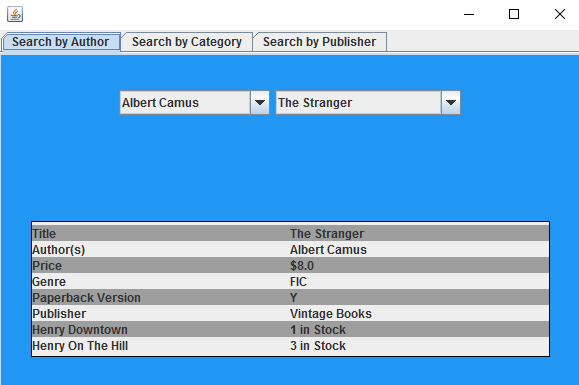 Search by Author Search by Category Search by Publisher
Albert Camus The Stranger
Title The Stranger
Author(s) Albert Camus
Price $8.0
Genre FIC
Paperback Version Y
Publisher Vintage Books
Henry Downtown 1 in Stock
Henry On The Hill 3 in Stock